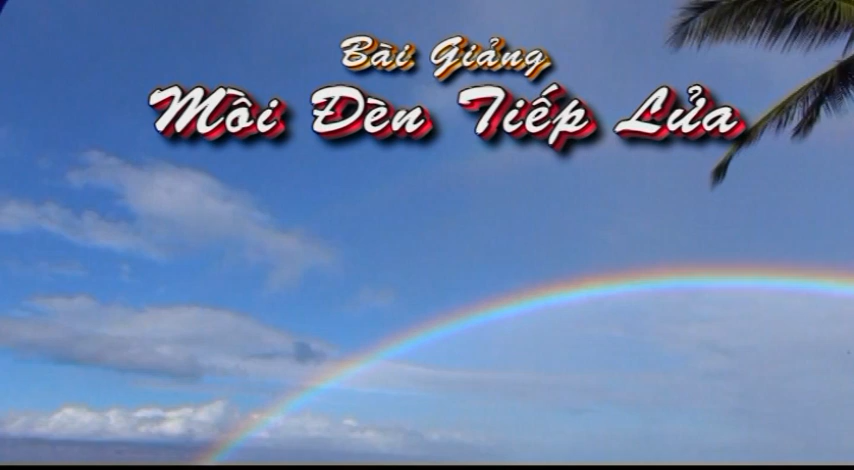 Bài Giảng
Mồi Đèn Tiếp Lửa